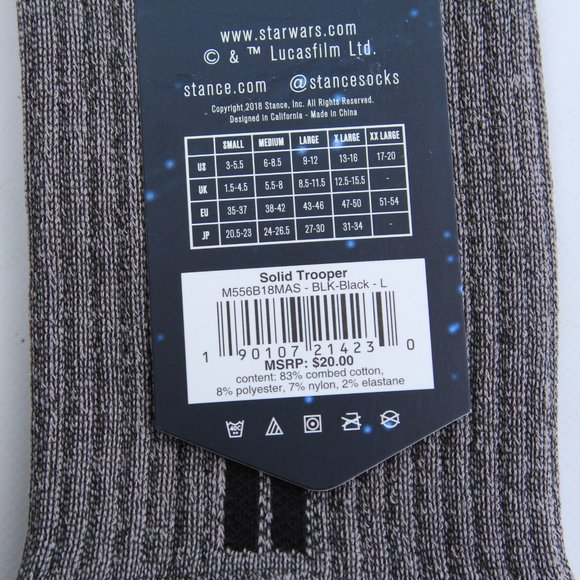 www.starwars.com
© & ™ Lucasfilm Ltd.
stance.com @stancesocks
Copyright 2018 Stance, Inc. All Rights Reserved.
Designed in California - Made in China
SMALL MEDIUM LARGE X LARGE XX LARGE
US 3-5.5 6-8.5 9-12 13-16 17-20
UK 1.5-4.5 5.5-8 8.5-11.5 12.5-15.5 -
EU 35-37 38-42 43-46 47-50 51-54
JP 20.5-23 24-26.5 27-30 31-34 -
Solid Trooper
M556B18MAS - BLK-Black - L
1 90107 21423 0
MSRP: $20.00
content: 83% combed cotton,
8% polyester, 7% nylon, 2% elastane